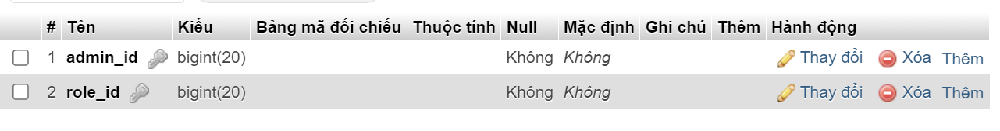 # Tên Kiểu Bảng mã đối chiếu Thuộc tính Null Mặc định Ghi chú Thêm Hành động
1 admin_id bigint(20) Không Không Thay đổi Xóa Thêm
2 role_id bigint(20) Không Không Thay đổi Xóa Thêm